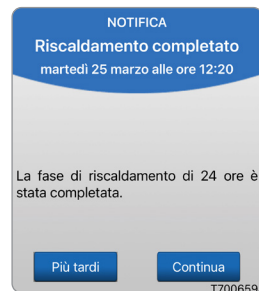 NOTIFICA
Riscaldamento completato
martedì 25 marzo alle ore 12:20
La fase di riscaldamento di 24 ore è
stata completata.
Più tardi
Continua
T700659